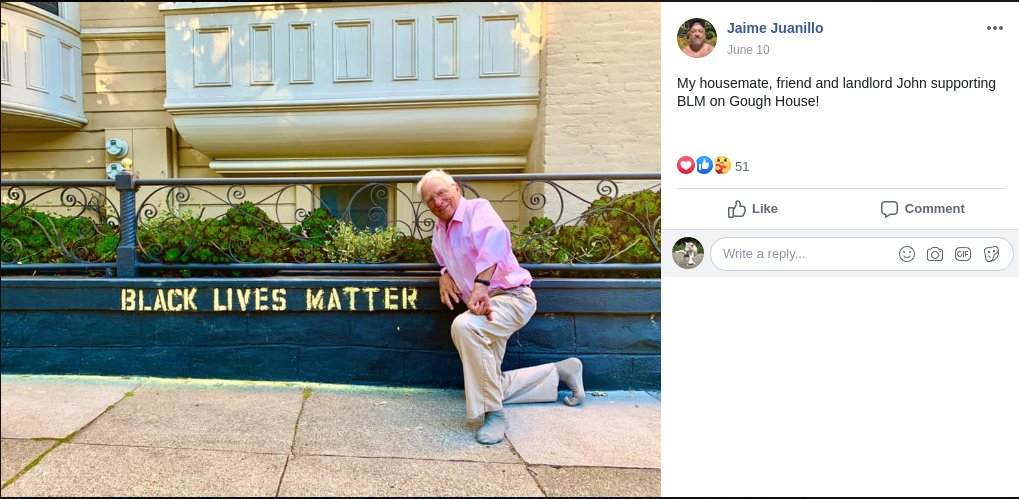 Jaime Juanillo
June 10
My housemate, friend and landlord John supporting
BLM on Gough House!
51
Like
Comment
Write a reply...
GIF
BLACK LIVES MATTER